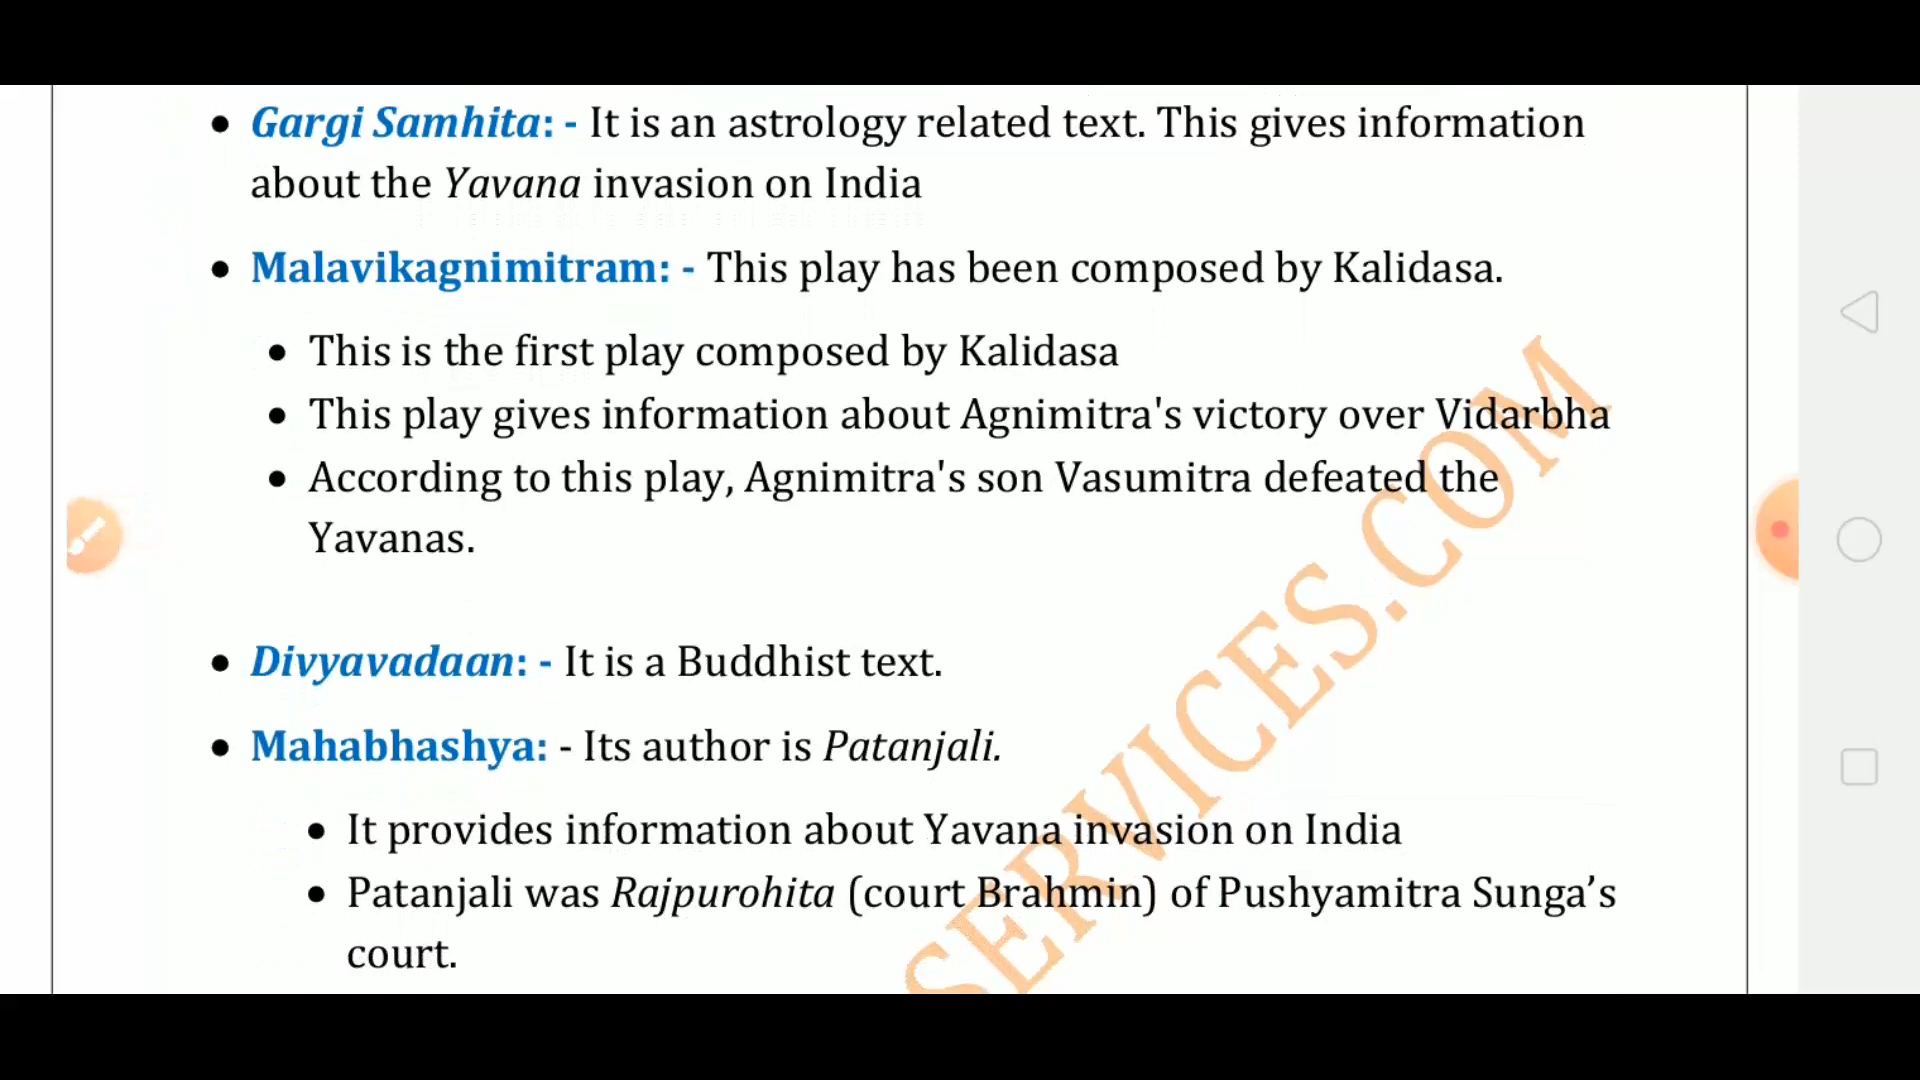 • Gargi Samhita: - It is an astrology related text. This gives information
about the Yavana invasion on India
• Malavikagnimitram: - This play has been composed by Kalidasa.
• This is the first play composed by Kalidasa
• This play gives information about Agnimitra's victory over Vidarbha
• According to this play, Agnimitra's son Vasumitra defeated the
Yavanas.
• Divyavadaan: - It is a Buddhist text.
• Mahabhashya: - Its author is Patanjali.
• It provides information about Yavana invasion on India
• Patanjali was Rajpurohita (court Brahmin) of Pushyamitra Sunga’s
court.
SERVICES.COM